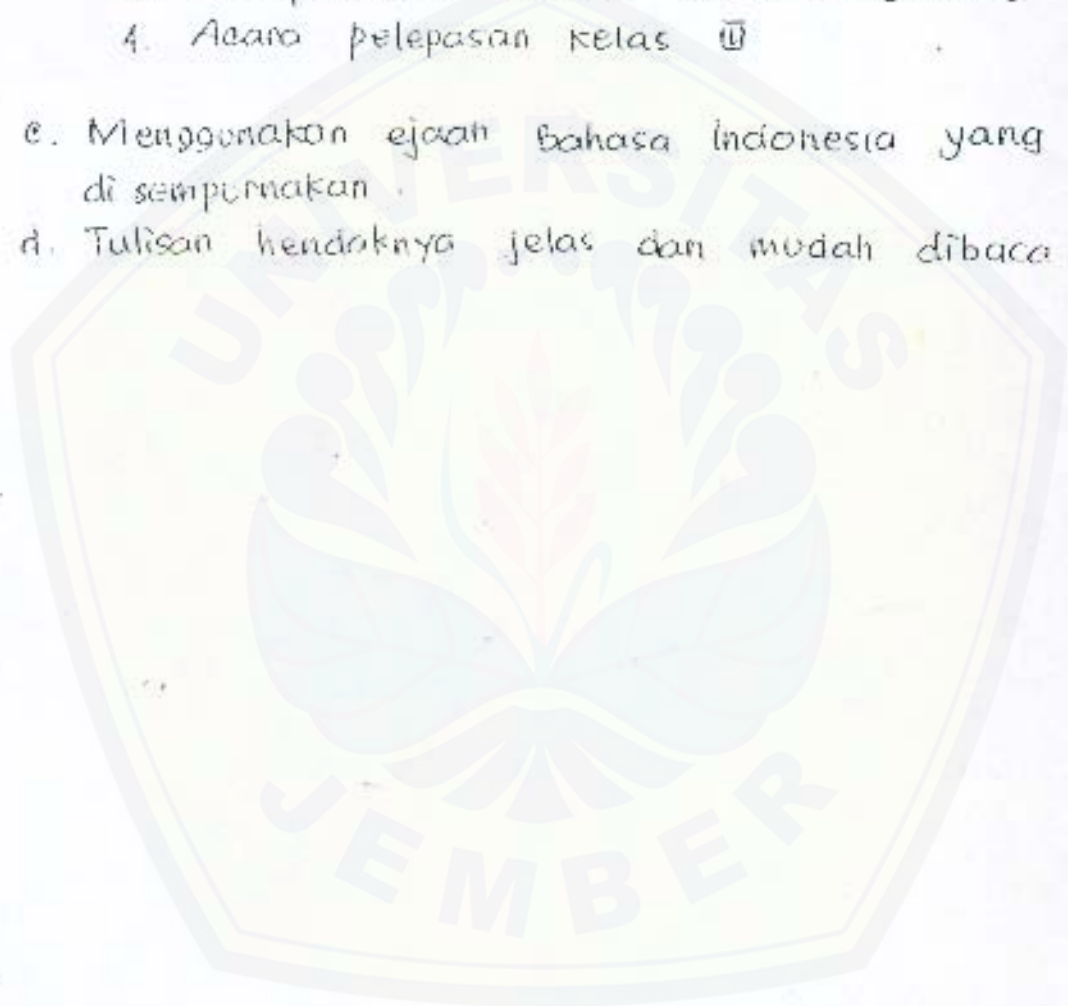 4. Acara pelepasan kelas III
c. Menggunakan ejaan Bahasa indonesia yang
di sempurnakan.
d. Tulisan hendaknya jelas dan mudah dibaca
UNIVERSITAS
JEMBER